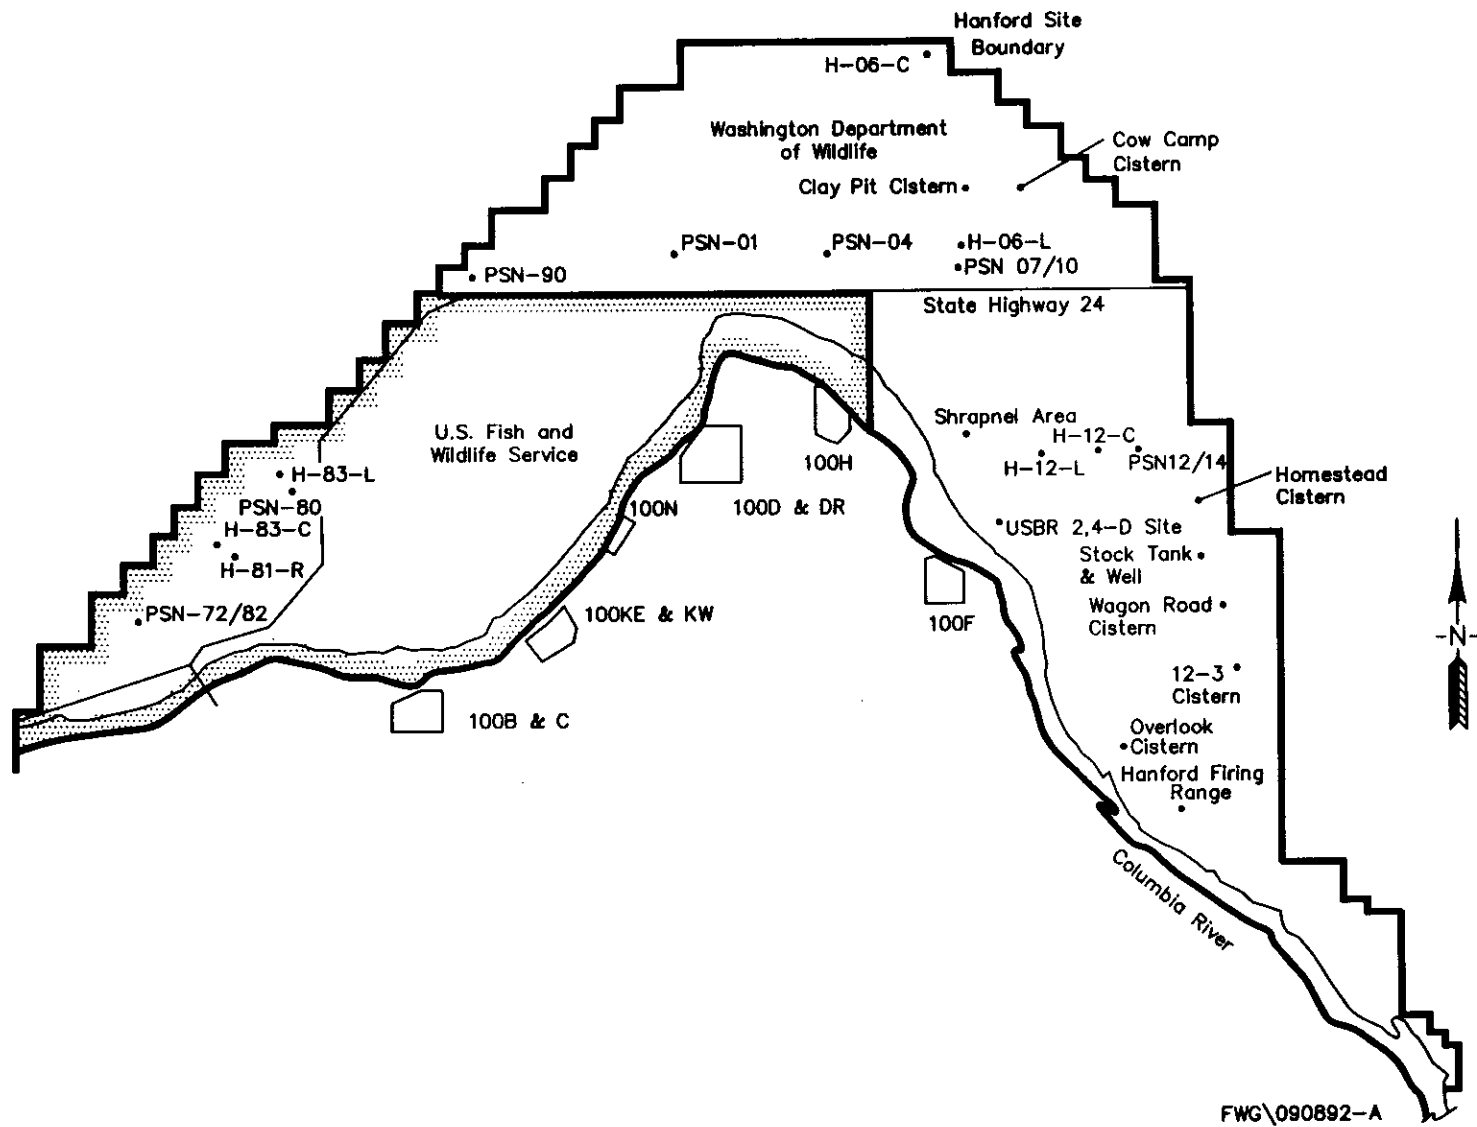 Hanford Site
Boundary
H-06-C
Washington Department
of Wildlife
Cow Camp
Cistern
Clay Pit Cistern
PSN-01
PSN-04
H-06-L
PSN 07/10
PSN-90
State Highway 24
Shrapnel Area
U.S. Fish and
Wildlife Service
H-12-C
H-12-L
PSN12/14
100H
Homestead
Cistern
H-83-L
PSN-80
100N
100D & DR
H-83-C
USBR 2,4-D Site
Stock Tank
& Well
H-81-R
PSN-72/82
100KE & KW
100F
Wagon Road
Cistern
-N-
12-3
Cistern
100B & C
Overlook
Cistern
Hanford Firing
Range
Columbia River
FWG\090892-A